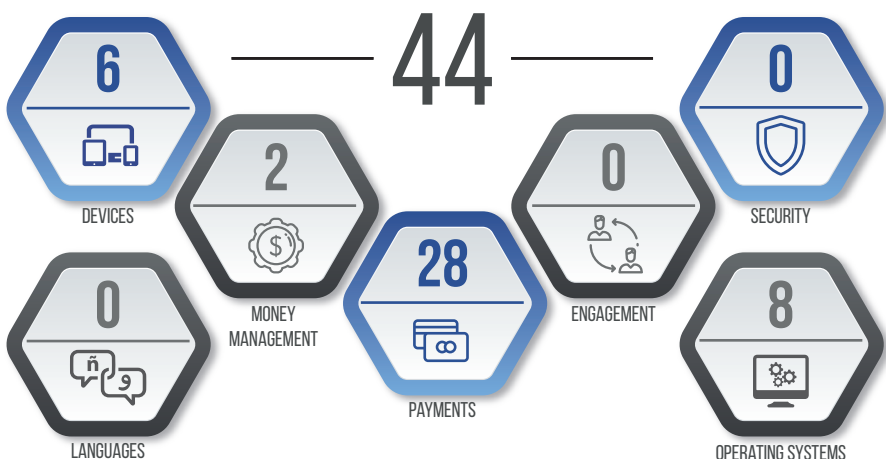 44
6
DEVICES
2
$
MONEY
MANAGEMENT
28
PAYMENTS
0
ENGAGEMENT
0
SECURITY
0
ñ
و
LANGUAGES
8
OPERATING SYSTEMS